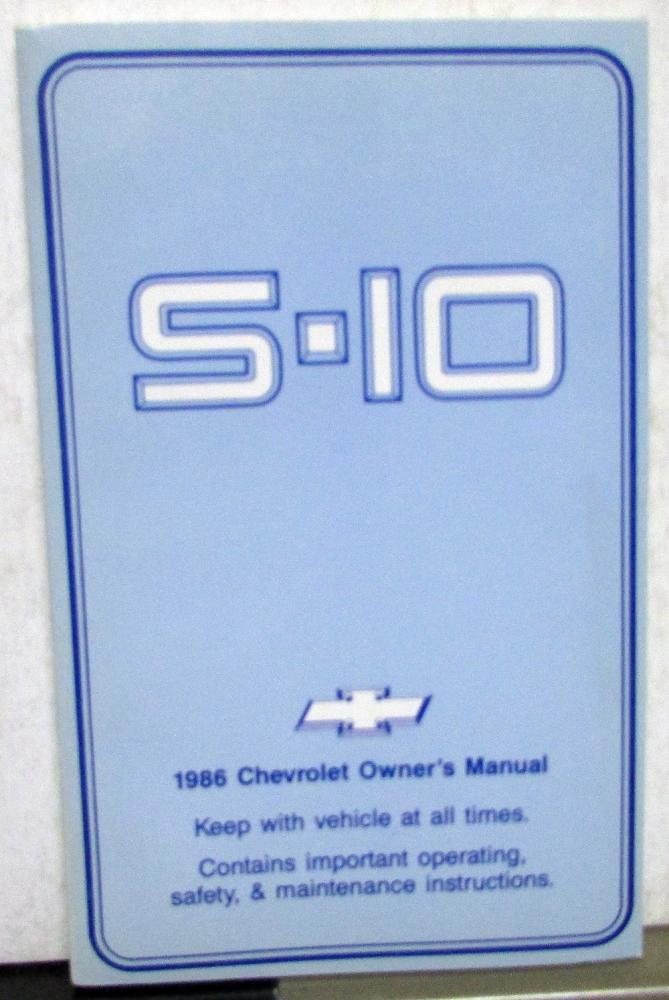 S-10
1986 Chevrolet Owner's Manual
Keep with vehicle at all times.
Contains important operating,
safety, & maintenance instructions.